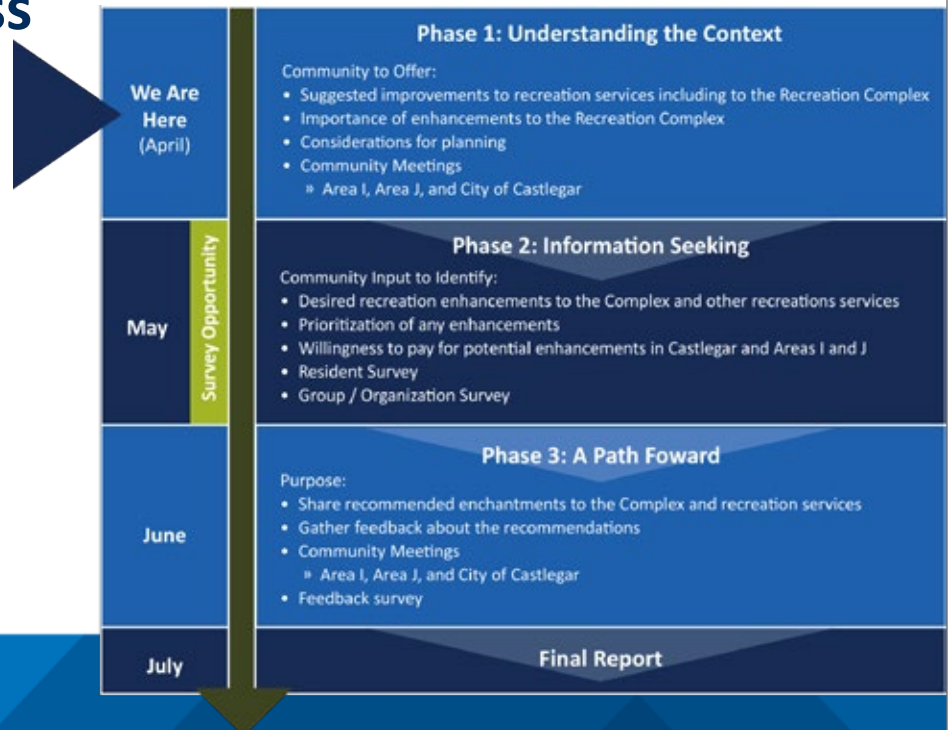 ss
Phase 1: Understanding the Context
We Are
Here
(April)
Community to Offer:
• Suggested improvements to recreation services including to the Recreation Complex
• Importance of enhancements to the Recreation Complex
• Considerations for planning
• Community Meetings
» Area I, Area J, and City of Castlegar
May
Survey Opportunity
Phase 2: Information Seeking
Community Input to Identify:
• Desired recreation enhancements to the Complex and other recreations services
• Prioritization of any enhancements
• Willingness to pay for potential enhancements in Castlegar and Areas I and J
• Resident Survey
• Group / Organization Survey
June
Phase 3: A Path Foward
Purpose:
• Share recommended enchantments to the Complex and recreation services
• Gather feedback about the recommendations
• Community Meetings
» Area I, Area J, and City of Castlegar
• Feedback survey
July
Final Report